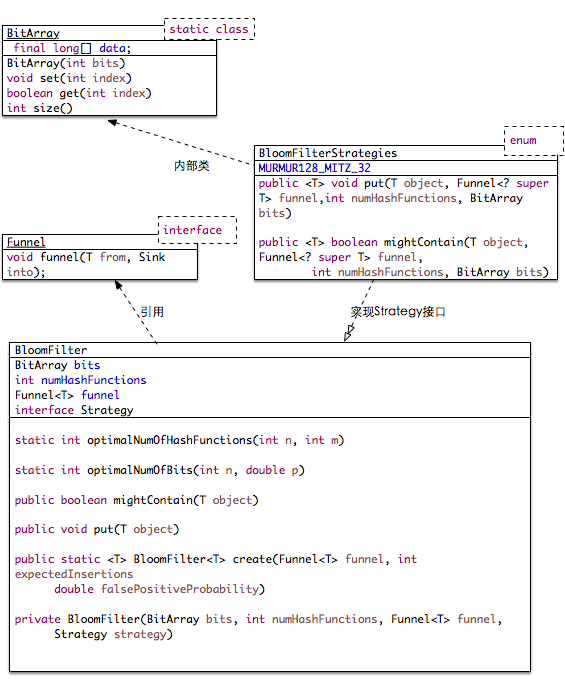 static class
BitArray
final long[] data;
BitArray(int bits)
void set(int index)
boolean get(int index)
int size()
enum
BloomFilterStrategies
MURMUR128_MITZ_32
public <T> void put(T object, Funnel<? super
T> funnel,int numHashFunctions, BitArray
bits)
public <T> boolean mightContain(T object,
Funnel<? super T> funnel,
int numHashFunctions, BitArray bits)
内部类
interface
Funnel
void funnel(T from, Sink
into);
引用
实现Strategy接口
BloomFilter
BitArray bits
int numHashFunctions
Funnel<T> funnel
interface Strategy
static int optimalNumOfHashFunctions(int n, int m)
static int optimalNumOfBits(int n, double p)
public boolean mightContain(T object)
public void put(T object)
public static <T> BloomFilter<T> create(Funnel<T> funnel, int
expectedInsertions
double falsePositiveProbability)
private BloomFilter(BitArray bits, int numHashFunctions, Funnel<T> funnel,
Strategy strategy)